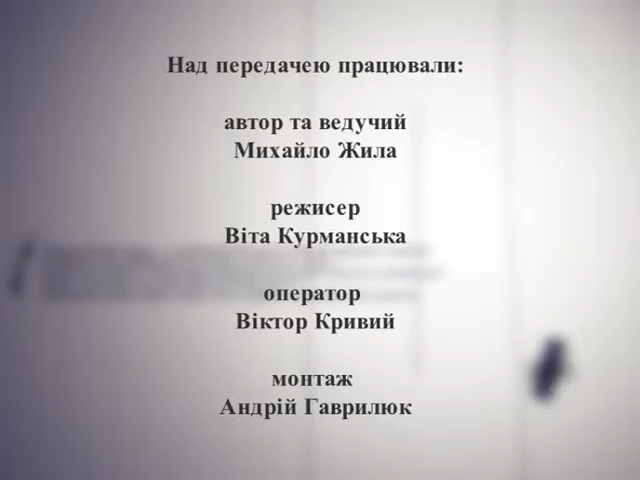 Над передачею працювали:
автор та ведучий
Михайло Жила
режисер
Віта Курманська
оператор
Віктор Кривий
монтаж
Андрій Гаврилюк